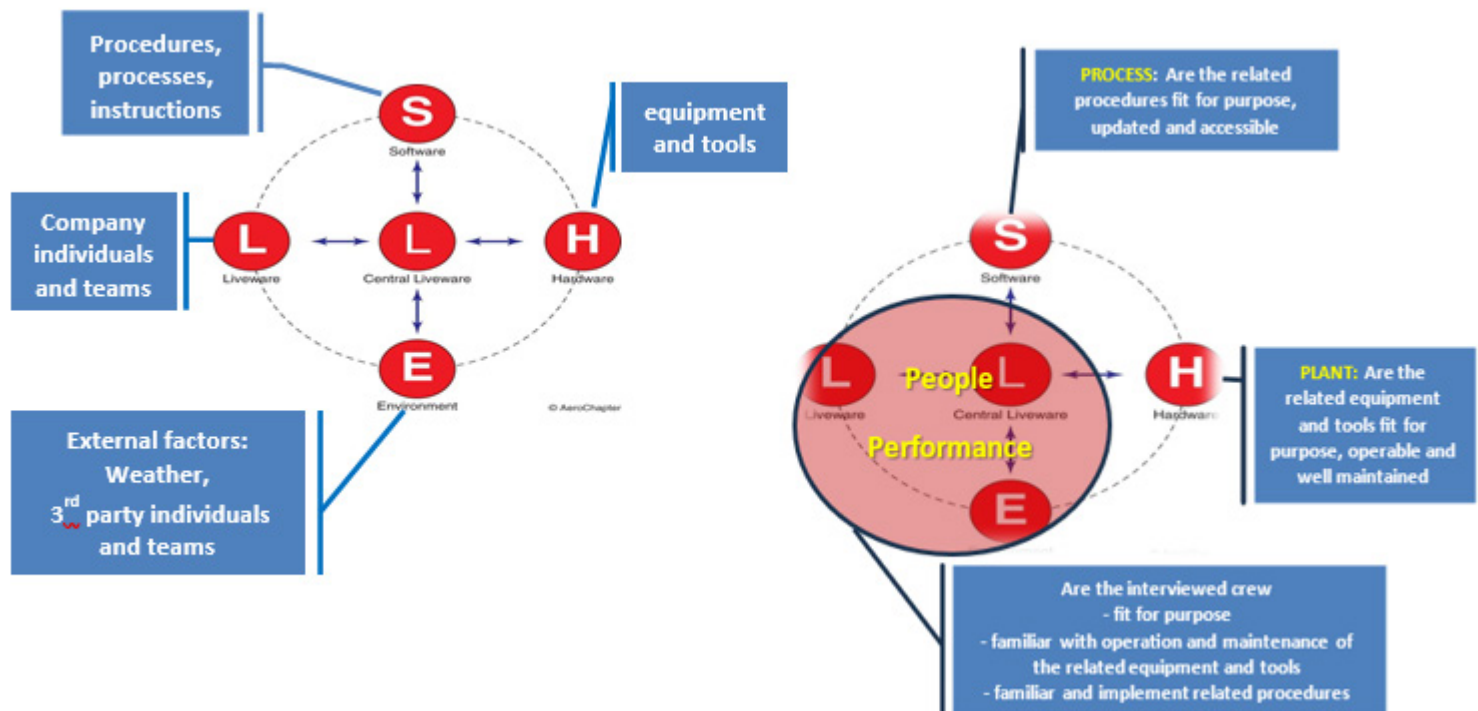 Procedures,
processes,
instructions
S
Software
equipment
and tools
Company
individuals
and teams
L
Liveware
L
Central Liveware
H
Hardware
E
Environment
© AeroChapter
External factors:
Weather,
3rd party individuals
and teams
PROCESS: Are the related
procedures fit for purpose,
updated and accessible
S
Software
L
Liveware
People
L
Central Liveware
H
Hardware
Performance
E
PLANT: Are the
related equipment
and tools fit for
purpose, operable and
well maintained
Are the interviewed crew
- fit for purpose
- familiar with operation and maintenance of
the related equipment and tools
- familiar and implement related procedures